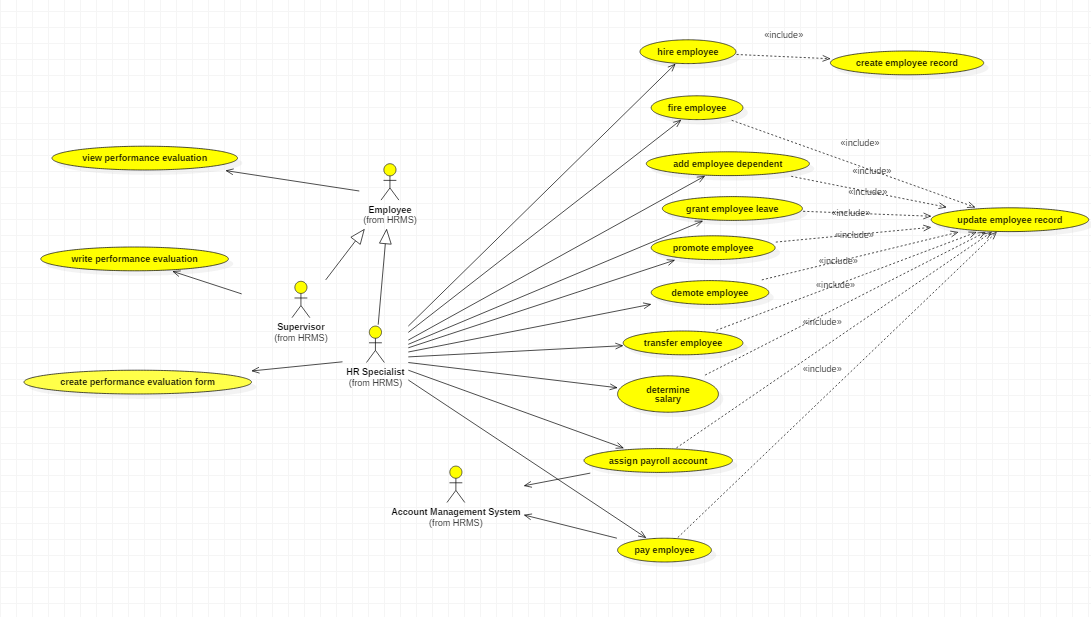 «include»
hire employee
create employee record
fire employee
«include»
view performance evaluation
add employee dependent
«include»
«include»
Employee
(from HRMS)
grant employee leave
«include»
update employee record
promote employee
«include»
write performance evaluation
«include»
demote employee
«include»
Supervisor
(from HRMS)
«include»
transfer employee
HR Specialist
(from HRMS)
«include»
create performance evaluation form
determine
salary
assign payroll account
Account Management System
(from HRMS)
pay employee